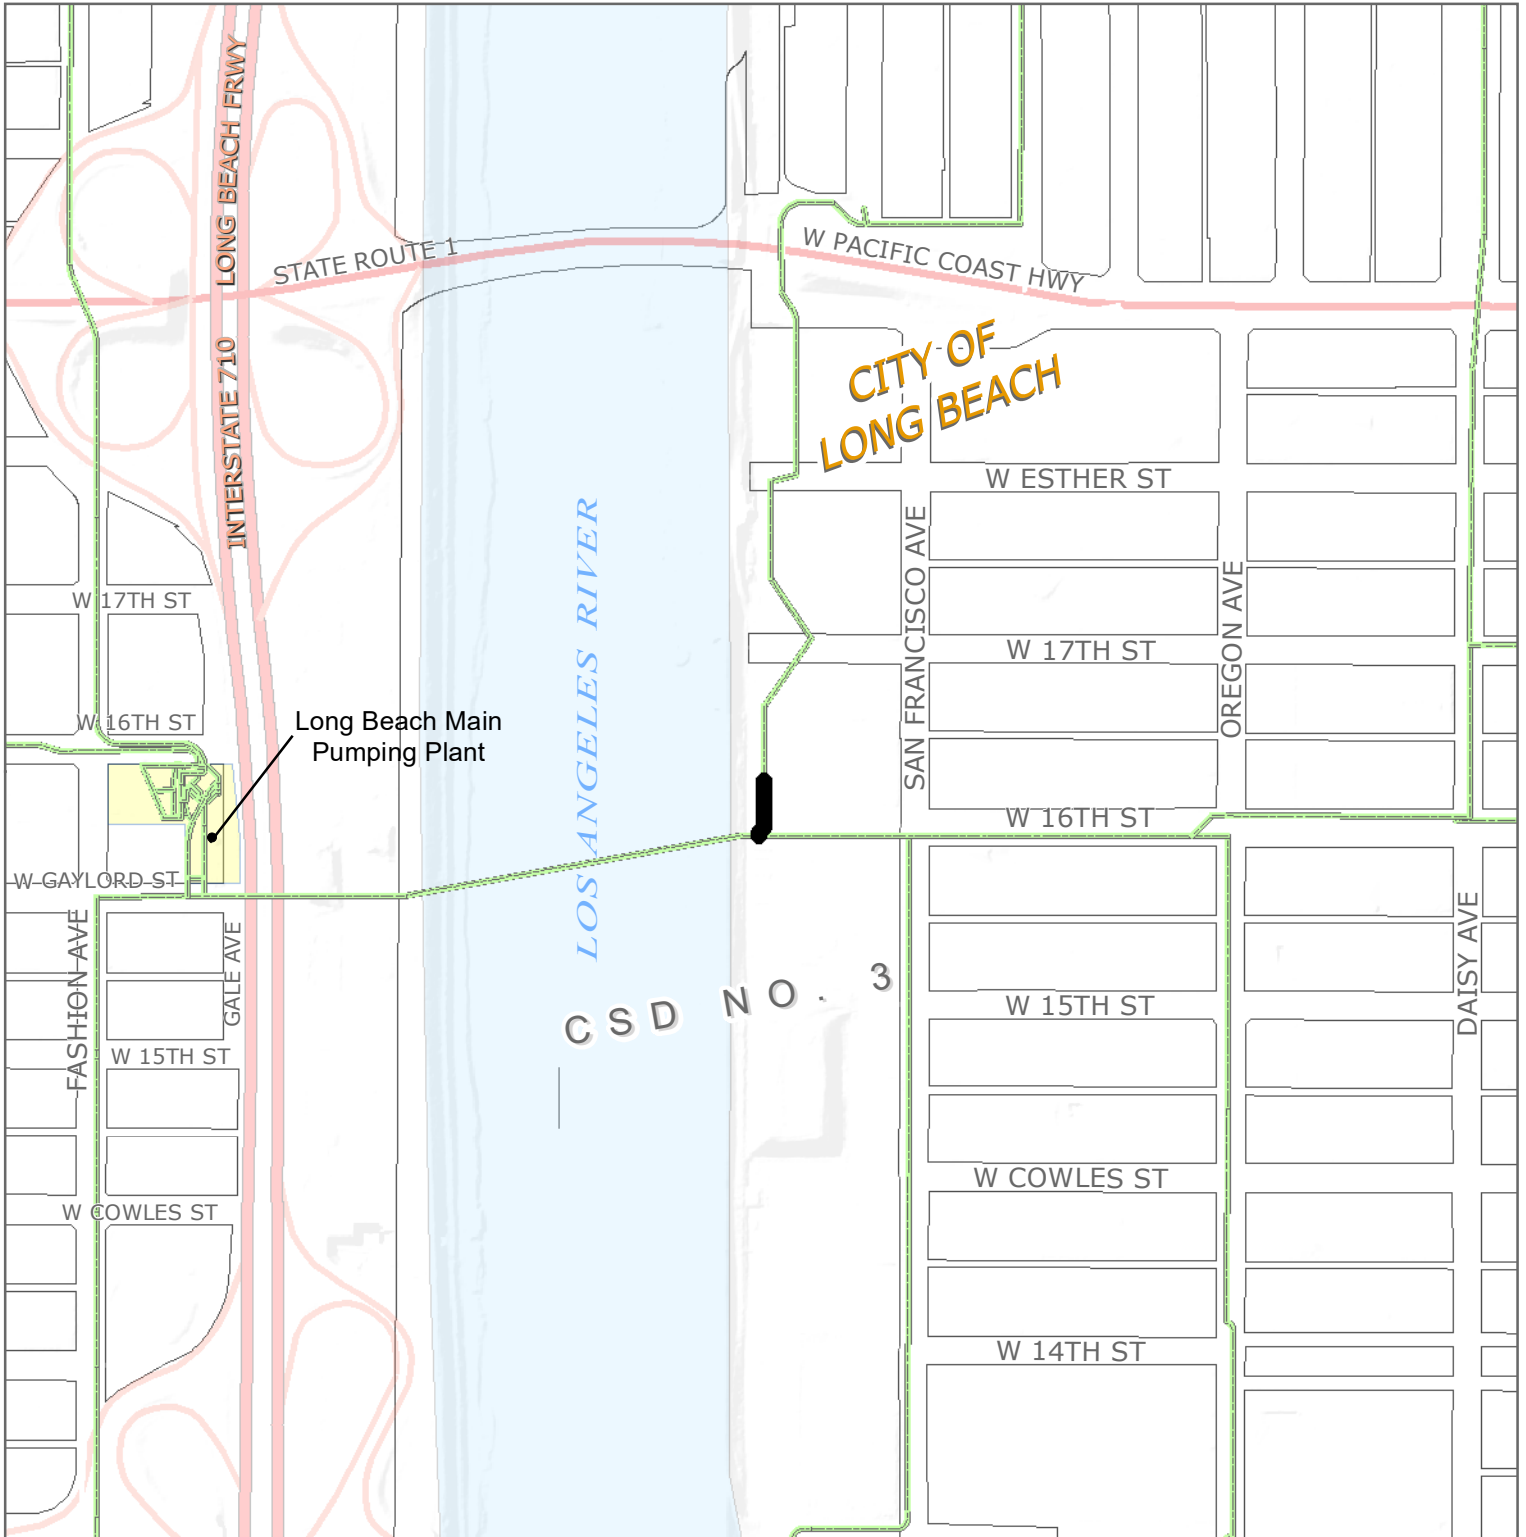 LONG BEACH FRWY
STATE ROUTE 1
W PACIFIC COAST HWY
INTERSTATE 710
CITY OF
LONG BEACH
W ESTHER ST
LOS ANGELES RIVER
SAN FRANCISCO AVE
OREGON AVE
W 17TH ST
W 17TH ST
W 16TH ST
Long Beach Main
Pumping Plant
W 16TH ST
W GAYLORD ST
FASHION AVE
GALE AVE
DAISY AVE
CSD NO. 3
W 15TH ST
W 15TH ST
W COWLES ST
W COWLES ST
W 14TH ST